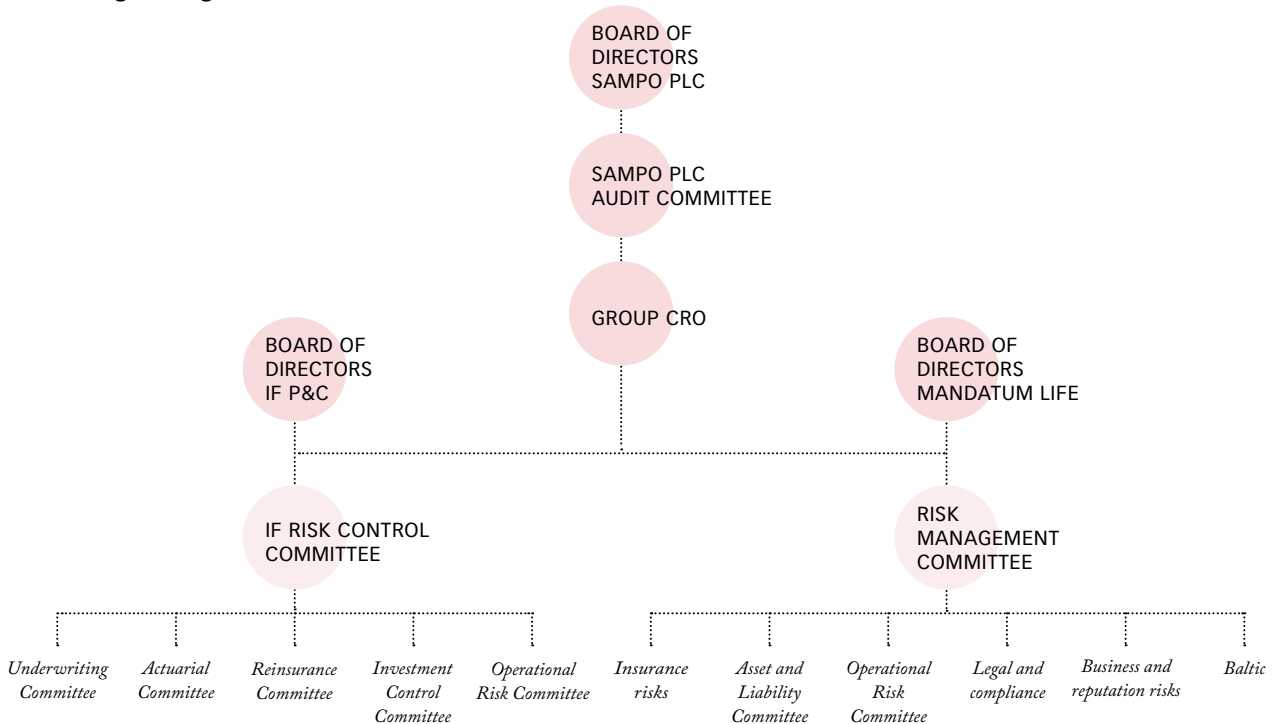 BOARD OF
DIRECTORS
SAMPO PLC
SAMPO PLC
AUDIT COMMITTEE
GROUP CRO
BOARD OF
DIRECTORS
IF P&C
BOARD OF
DIRECTORS
MANDATUM LIFE
IF RISK CONTROL
COMMITTEE
RISK
MANAGEMENT
COMMITTEE
Underwriting
Committee
Actuarial
Committee
Reinsurance
Committee
Investment
Control
Committee
Operational
Risk Committee
Insurance
risks
Asset and
Liability
Committee
Operational
Risk
Committee
Legal and
compliance
Business and
reputation risks
Baltic